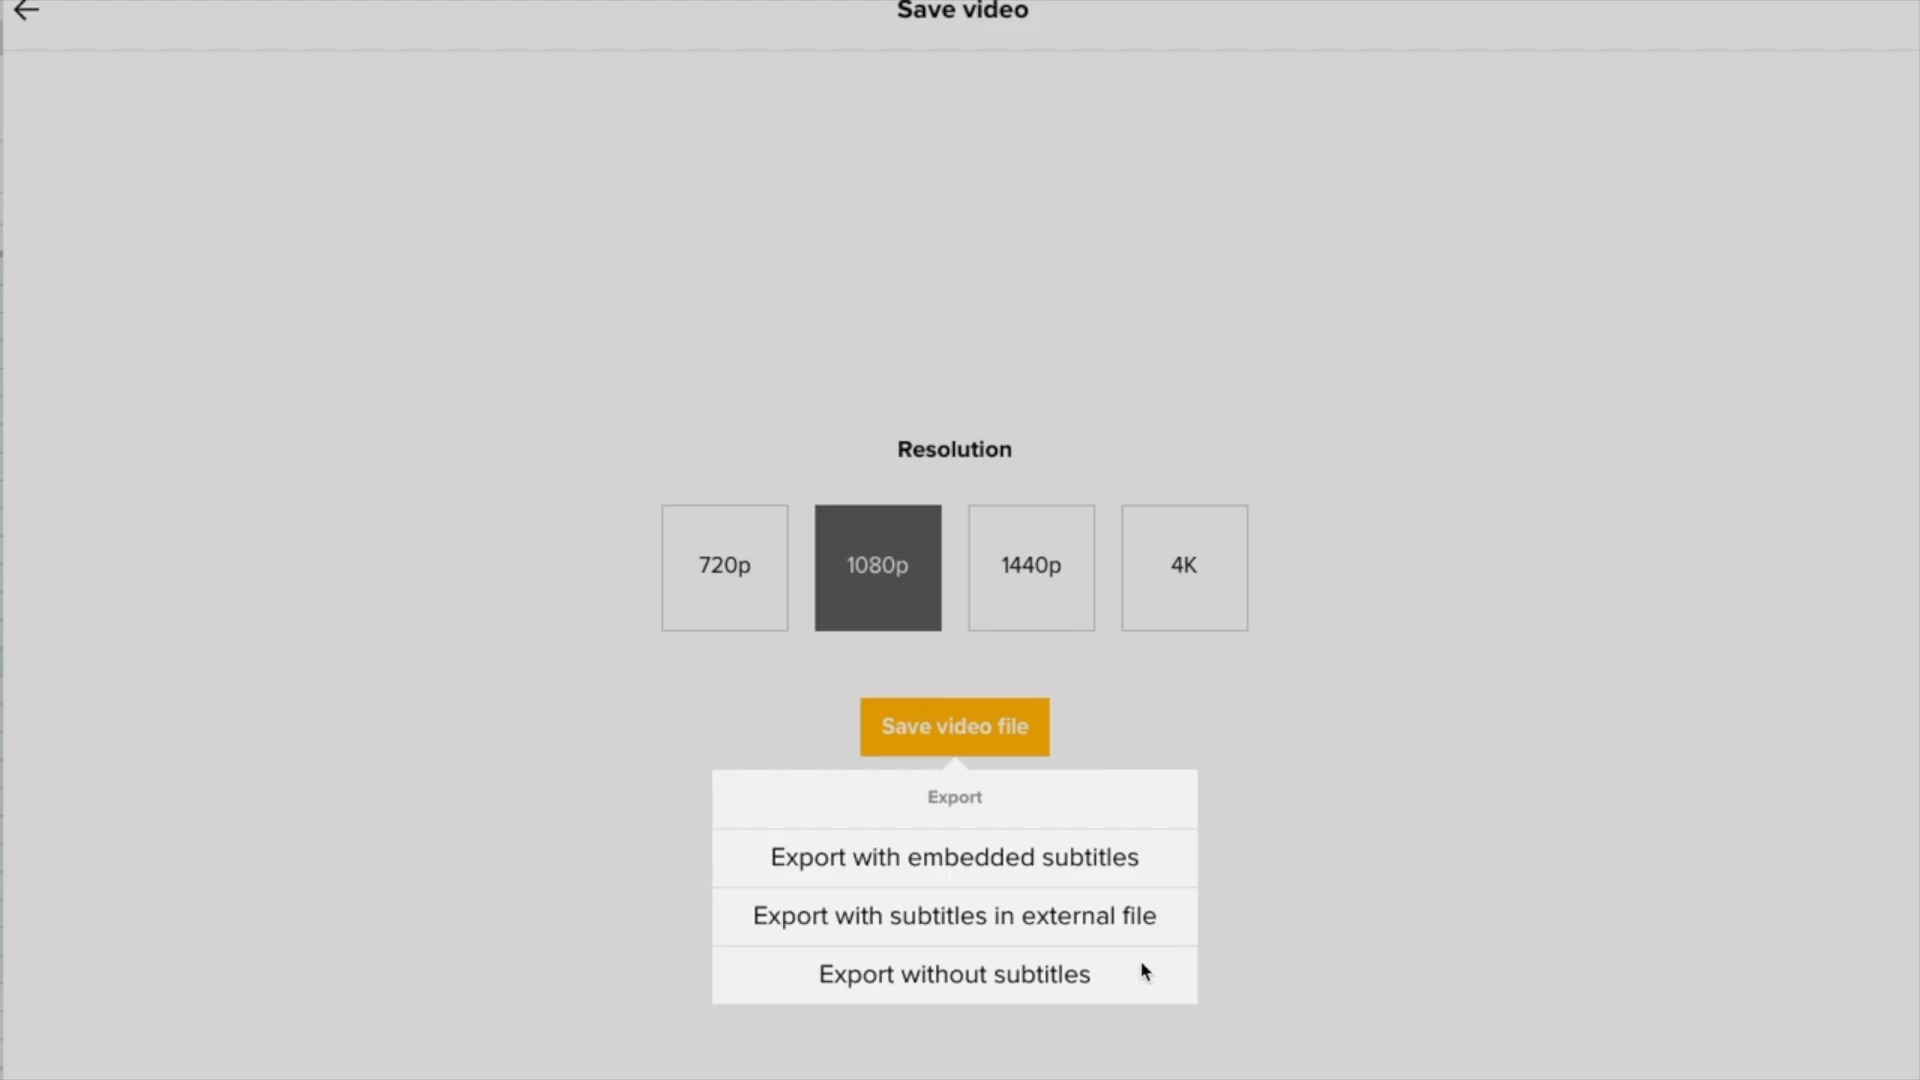 Save video
Resolution
720p
1080p
1440p
4K
Save video file
Export
Export with embedded subtitles
Export with subtitles in external file
Export without subtitles